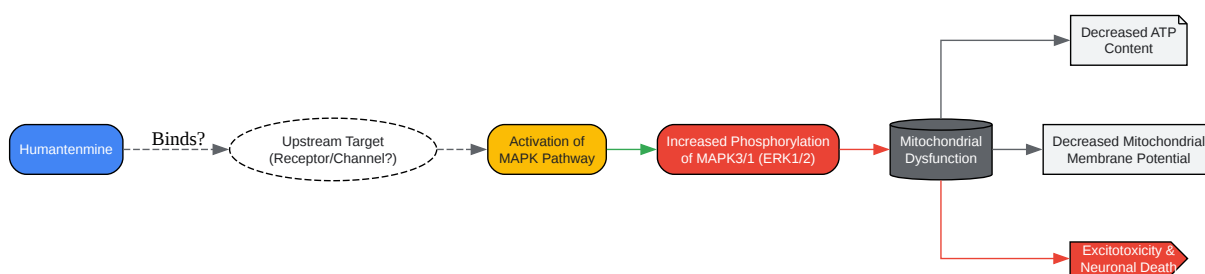 Humantenmine
Binds?
Upstream Target
(Receptor/Channel?)
Activation of
MAPK Pathway
Increased Phosphorylation
of MAPK3/1 (ERK1/2)
Mitochondrial
Dysfunction
Decreased ATP
Content
Decreased Mitochondrial
Membrane Potential
Excitotoxicity &
Neuronal Death